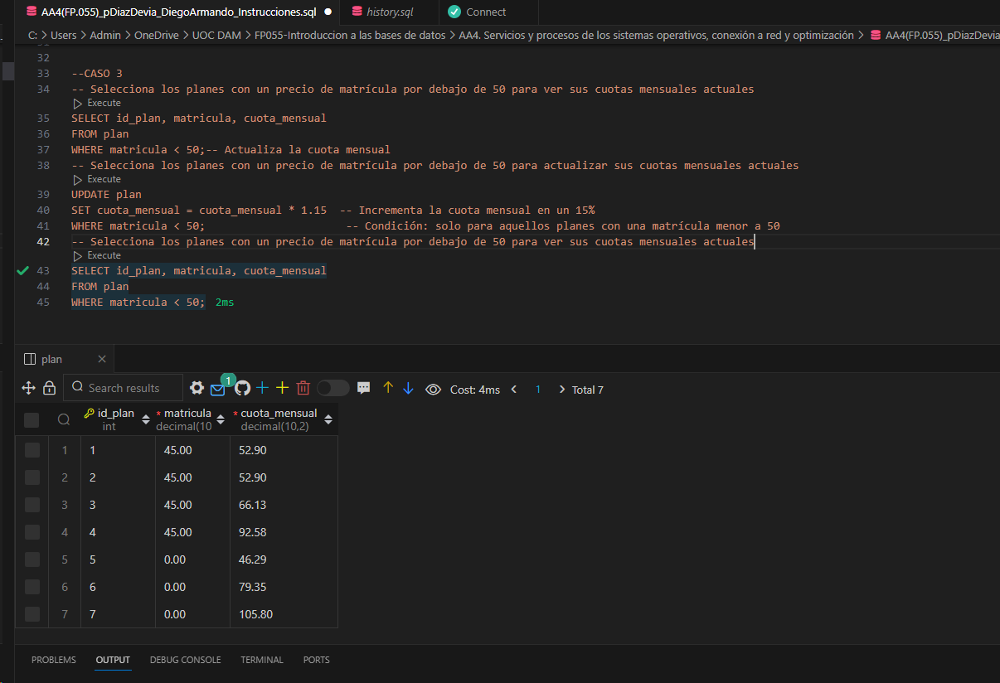 AA4(FP.055)_pDiazDevia_DiegoArmando_Instrucciones.sql ● history.sql Connect
C: > Users > Admin > OneDrive > UOC DAM > FP055-Introduccion a las bases de datos > AA4. Servicios y procesos de los sistemas operativos, conexión a red y optimización > AA4(FP.055)_pDiazDevia
32
33 --CASO 3
34 -- Selecciona los planes con un precio de matrícula por debajo de 50 para ver sus cuotas mensuales actuales
Execute
35 SELECT id_plan, matricula, cuota_mensual
36 FROM plan
37 WHERE matricula < 50;-- Actualiza la cuota mensual
38 -- Selecciona los planes con un precio de matrícula por debajo de 50 para actualizar sus cuotas mensuales actuales
Execute
39 UPDATE plan
40 SET cuota_mensual = cuota_mensual * 1.15 -- Incrementa la cuota mensual en un 15%
41 WHERE matricula < 50; -- Condición: solo para aquellos planes con una matrícula menor a 50
42 -- Selecciona los planes con un precio de matrícula por debajo de 50 para ver sus cuotas mensuales actuales
Execute
43 SELECT id_plan, matricula, cuota_mensual
44 FROM plan
45 WHERE matricula < 50; 2ms
plan
Search results 1 Cost: 4ms < 1 > Total 7
id_plan * matricula * cuota_mensual
int decimal(10 decimal(10,2)
1 1 45.00 52.90
2 2 45.00 52.90
3 3 45.00 66.13
4 4 45.00 92.58
5 5 0.00 46.29
6 6 0.00 79.35
7 7 0.00 105.80
PROBLEMS OUTPUT DEBUG CONSOLE TERMINAL PORTS